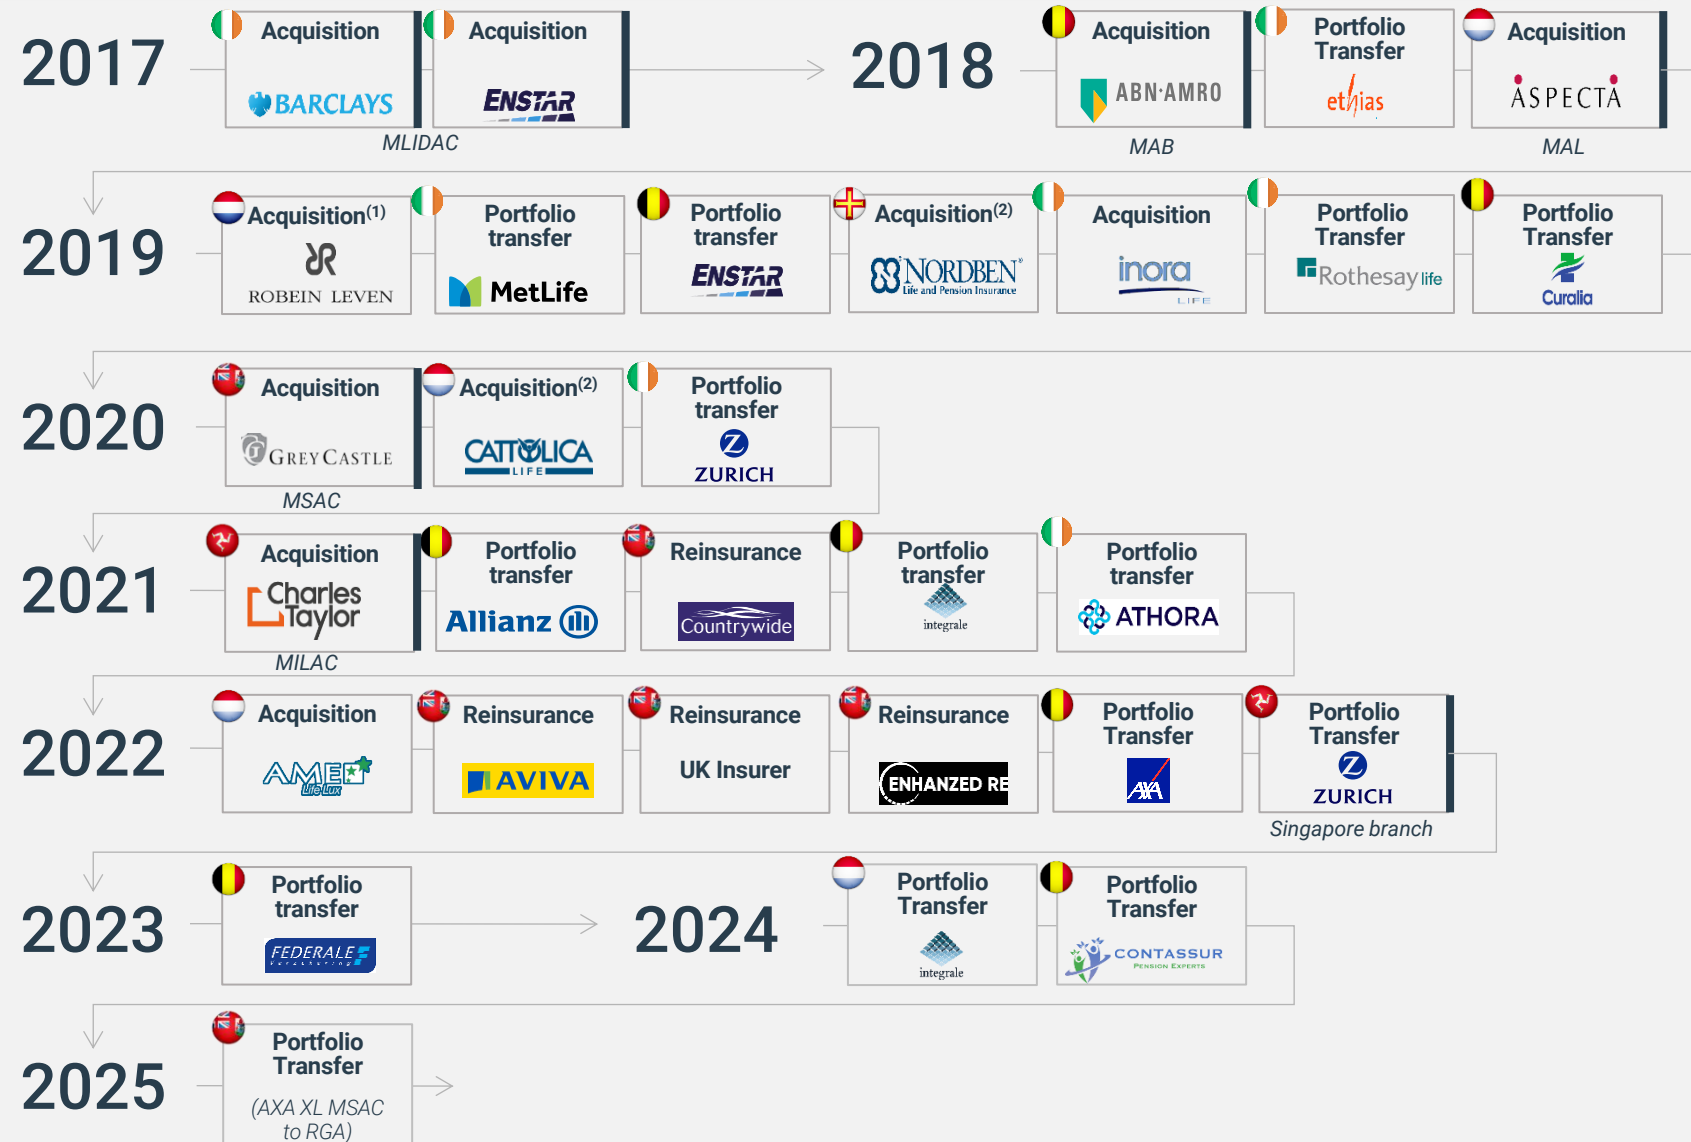 2017
Acquisition
BARCLAYS
Acquisition
ENSTAR
MLIDAC
2018
Acquisition
ABN·AMRO
MAB
Portfolio
Transfer
ethias
Acquisition
ASPECTA
MAL
2019
Acquisition(1)
ROBEIN LEVEN
Portfolio
transfer
MetLife
Portfolio
transfer
ENSTAR
Acquisition(2)
NORDBEN
Life and Pension Insurance
Acquisition
inora
LIFE
Portfolio
Transfer
Rothesay life
Portfolio
Transfer
Curalia
2020
Acquisition
GREYCASTLE
MSAC
Acquisition(2)
CATTOLICA
LIFE
Portfolio
transfer
ZURICH
2021
Acquisition
Charles
Taylor
MILAC
Portfolio
transfer
Allianz
Reinsurance
Countrywide
Portfolio
transfer
integrale
Portfolio
transfer
ATHORA
2022
Acquisition
AME
Life Lux
Reinsurance
AVIVA
Reinsurance
UK Insurer
Reinsurance
ENHANZED RE
Portfolio
Transfer
AXA
Portfolio
Transfer
ZURICH
Singapore branch
2023
Portfolio
transfer
FEDERALE
2024
Portfolio
Transfer
integrale
Portfolio
Transfer
CONTASSUR
PENSION EXPERTS
2025
Portfolio
Transfer
(AXA XL MSAC
to RGA)